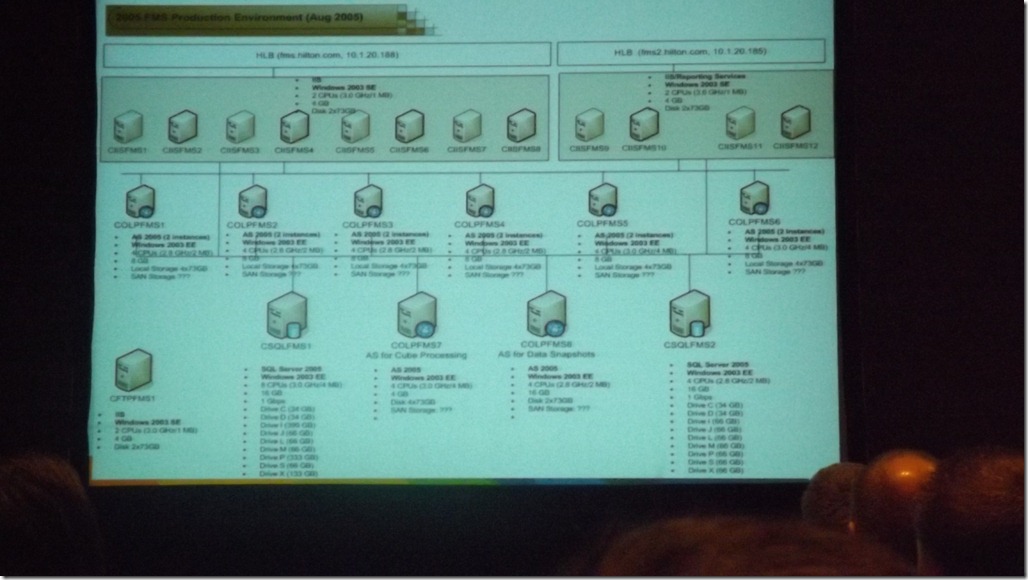 2005 FMS Production Environment (Aug 2005)
HLB (fms.hilton.com, 10.1.20.188)
HLB (fms2.hilton.com, 10.1.20.185)
IIS
Windows 2003 SE
2 CPUs (3.0 GHz/1 MB)
4 GB
Disk 2x73GB
IIS/Reporting Services
Windows 2003 SE
2 CPUs (3.0 GHz/1 MB)
4 GB
Disk 2x73GB
CIISFMS1
CIISFMS2
CIISFMS3
CIISFMS4
CIISFMS5
CIISFMS6
CIISFMS7
CIISFMS8
CIISFMS9
CIISFMS10
CIISFMS11
CIISFMS12
COLPFMS1
AS 2005 (2 instances)
Windows 2003 EE
4 CPUs (2.8 GHz/2 MB)
8 GB
Local Storage 4x73GB
SAN Storage ???
COLPFMS2
AS 2005 (2 instances)
Windows 2003 EE
4 CPUs (2.8 GHz/2 MB)
8 GB
Local Storage 4x73GB
SAN Storage ???
COLPFMS3
AS 2005 (2 instances)
Windows 2003 EE
4 CPUs (2.8 GHz/2 MB)
8 GB
Local Storage 4x73GB
SAN Storage ???
COLPFMS4
AS 2005 (2 instances)
Windows 2003 EE
4 CPUs (2.8 GHz/2 MB)
8 GB
Local Storage 4x73GB
SAN Storage ???
COLPFMS5
AS 2005 (2 instances)
Windows 2003 EE
4 CPUs (3.0 GHz/4 MB)
8 GB
Local Storage 4x73GB
SAN Storage ???
COLPFMS6
AS 2005 (2 instances)
Windows 2003 EE
4 CPUs (3.0 GHz/4 MB)
8 GB
Local Storage 4x73GB
SAN Storage ???
CFTPFMS1
IIS
Windows 2003 SE
2 CPUs (3.0 GHz/1 MB)
4 GB
Disk 2x73GB
CSQLFMS1
SQL Server 2005
Windows 2003 EE
8 CPUs (3.0 GHz/4 MB)
16 GB
1 Gbps
Drive C (34 GB)
Drive D (34 GB)
Drive I
Drive J (66 GB)
Drive L (66 GB)
Drive M (66 GB)
Drive P (333 GB)
Drive S (66 GB)
Drive X (133 GB)
COLPFMS7
AS for Cube Processing
AS 2005
Windows 2003 EE
4 CPUs (3.0 GHz/4 MB)
4 GB
Disk 4x73GB
SAN Storage: ???
COLPFMS8
AS for Data Snapshots
AS 2005
Windows 2003 EE
4 CPUs (2.8 GHz/2 MB)
16 GB
Disk 2x73GB
SAN Storage: ???
CSQLFMS2
SQL Server 2005
Windows 2003 EE
4 CPUs (2.8 GHz/2 MB)
16 GB
1 Gbps
Drive C (34 GB)
Drive D (34 GB)
Drive I (66 GB)
Drive J (66 GB)
Drive L (66 GB)
Drive M (66 GB)
Drive P (66 GB)
Drive S (66 GB)
Drive X (66 GB)